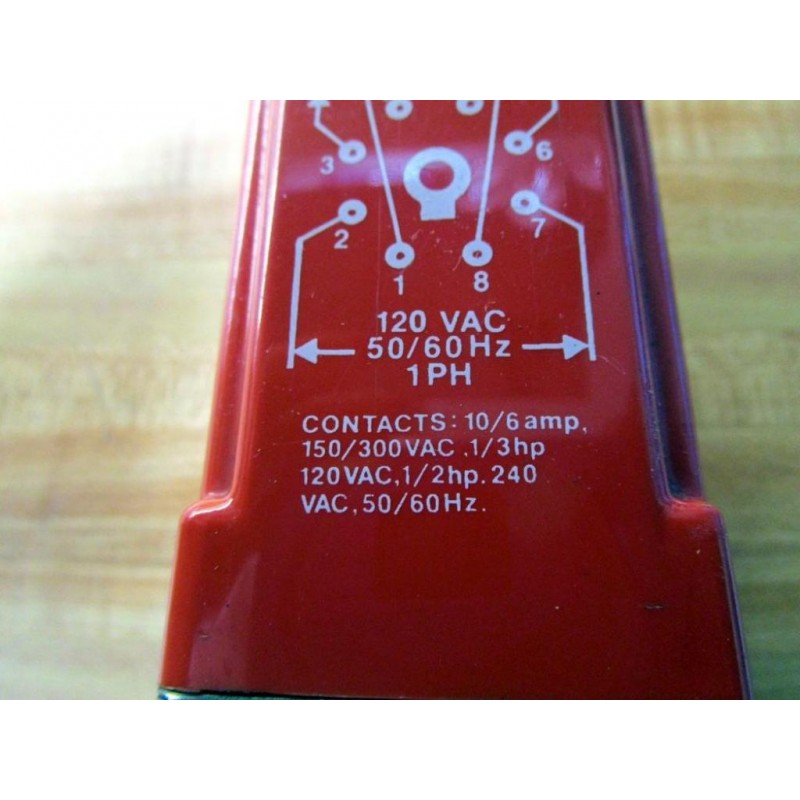 3
6
2
7
1
8
120 VAC
50/60Hz
1PH
CONTACTS: 10/6amp,
150/300VAC .1/3hp
120VAC,1/2hp.240
VAC,50/60Hz.